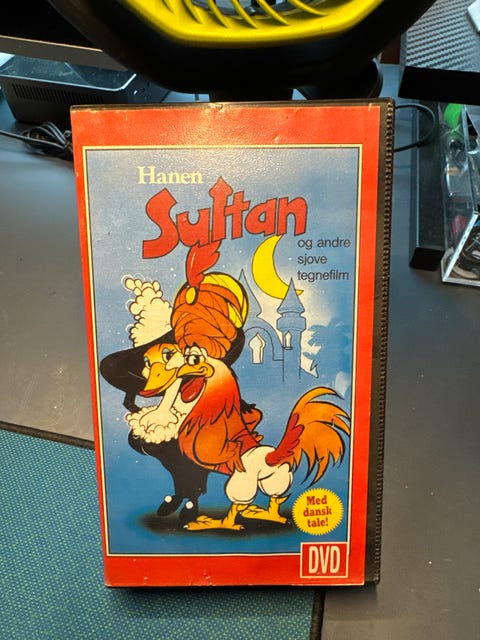 Hanen
Sultan
og andre
sjove
tegnefilm
Med
dansk
tale!
DVD